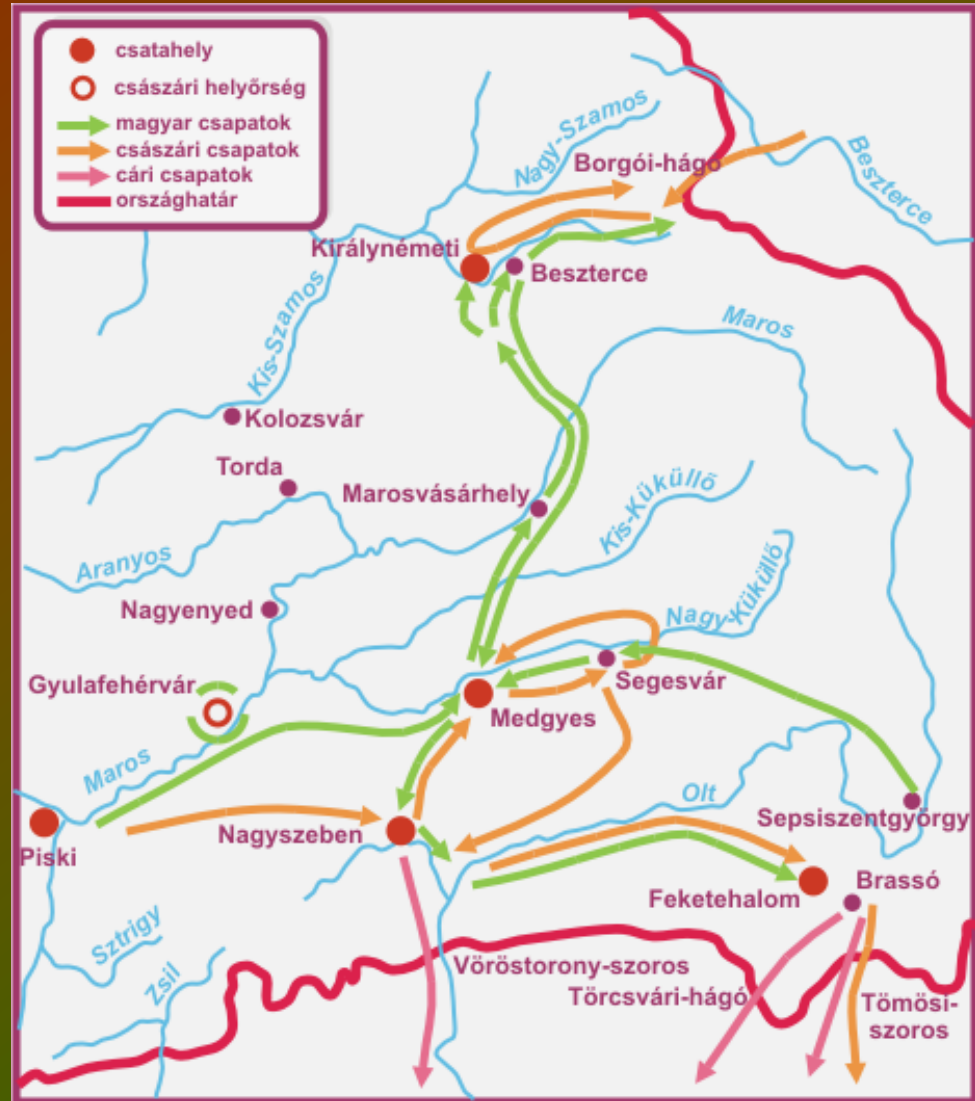 csatahely
császári helyőrség
magyar csapatok
császári csapatok
cári csapatok
országhatár
Nagy-Szamos
Borgói-hágó
Beszterce
Királynémeti
Beszterce
Kis-Szamos
Maros
Kolozsvár
Torda
Marosvásárhely
Kis-Küküllő
Aranyos
Nagy-Küküllő
Nagyenyed
Gyulafehérvár
Segesvár
Medgyes
Maros
Olt
Nagyszeben
Sepsiszentgyörgy
Piski
Feketehalom
Brassó
Sztrigy
Zsil
Vöröstorony-szoros
Törcsvári-hágó
Tömösi-
szoros